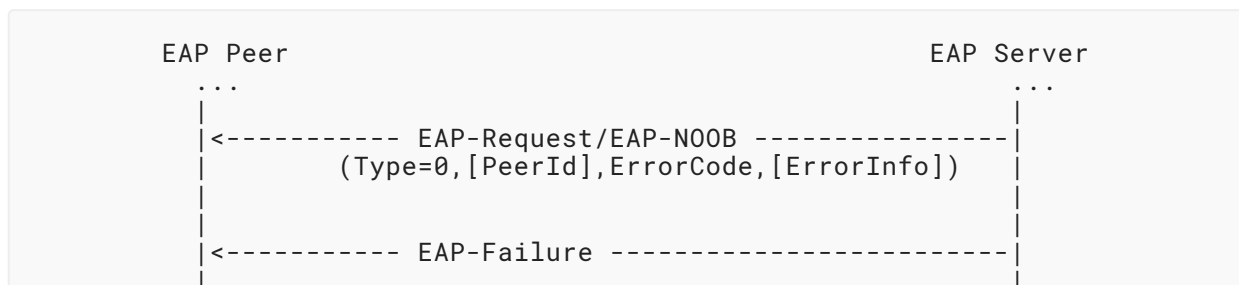 EAP Peer EAP Server
... ...
| |
|<----------- EAP-Request/EAP-NOOB ----------------|
| (Type=0,[PeerId],ErrorCode,[ErrorInfo]) |
| |
| |
|<----------- EAP-Failure -------------------------|
| |